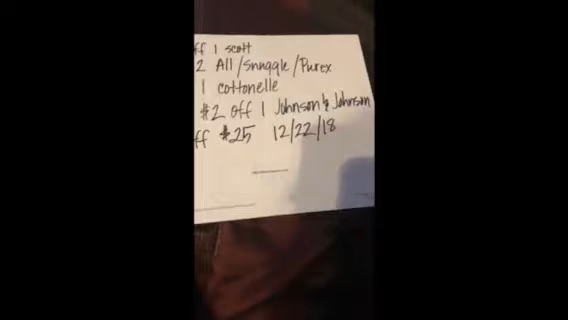 ff 1 scott
2 All/Snuggle/Purex
1 cottonelle
$2 off 1 Johnson & Johnson
ff $25 12/22/18